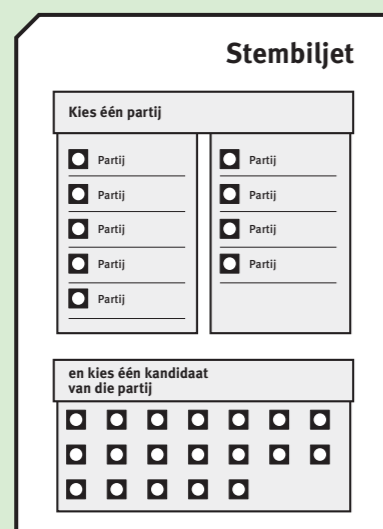 Stembiljet
Kies één partij
Partij
Partij
Partij
Partij
Partij
Partij
Partij
Partij
Partij
en kies één kandidaat
van die partij